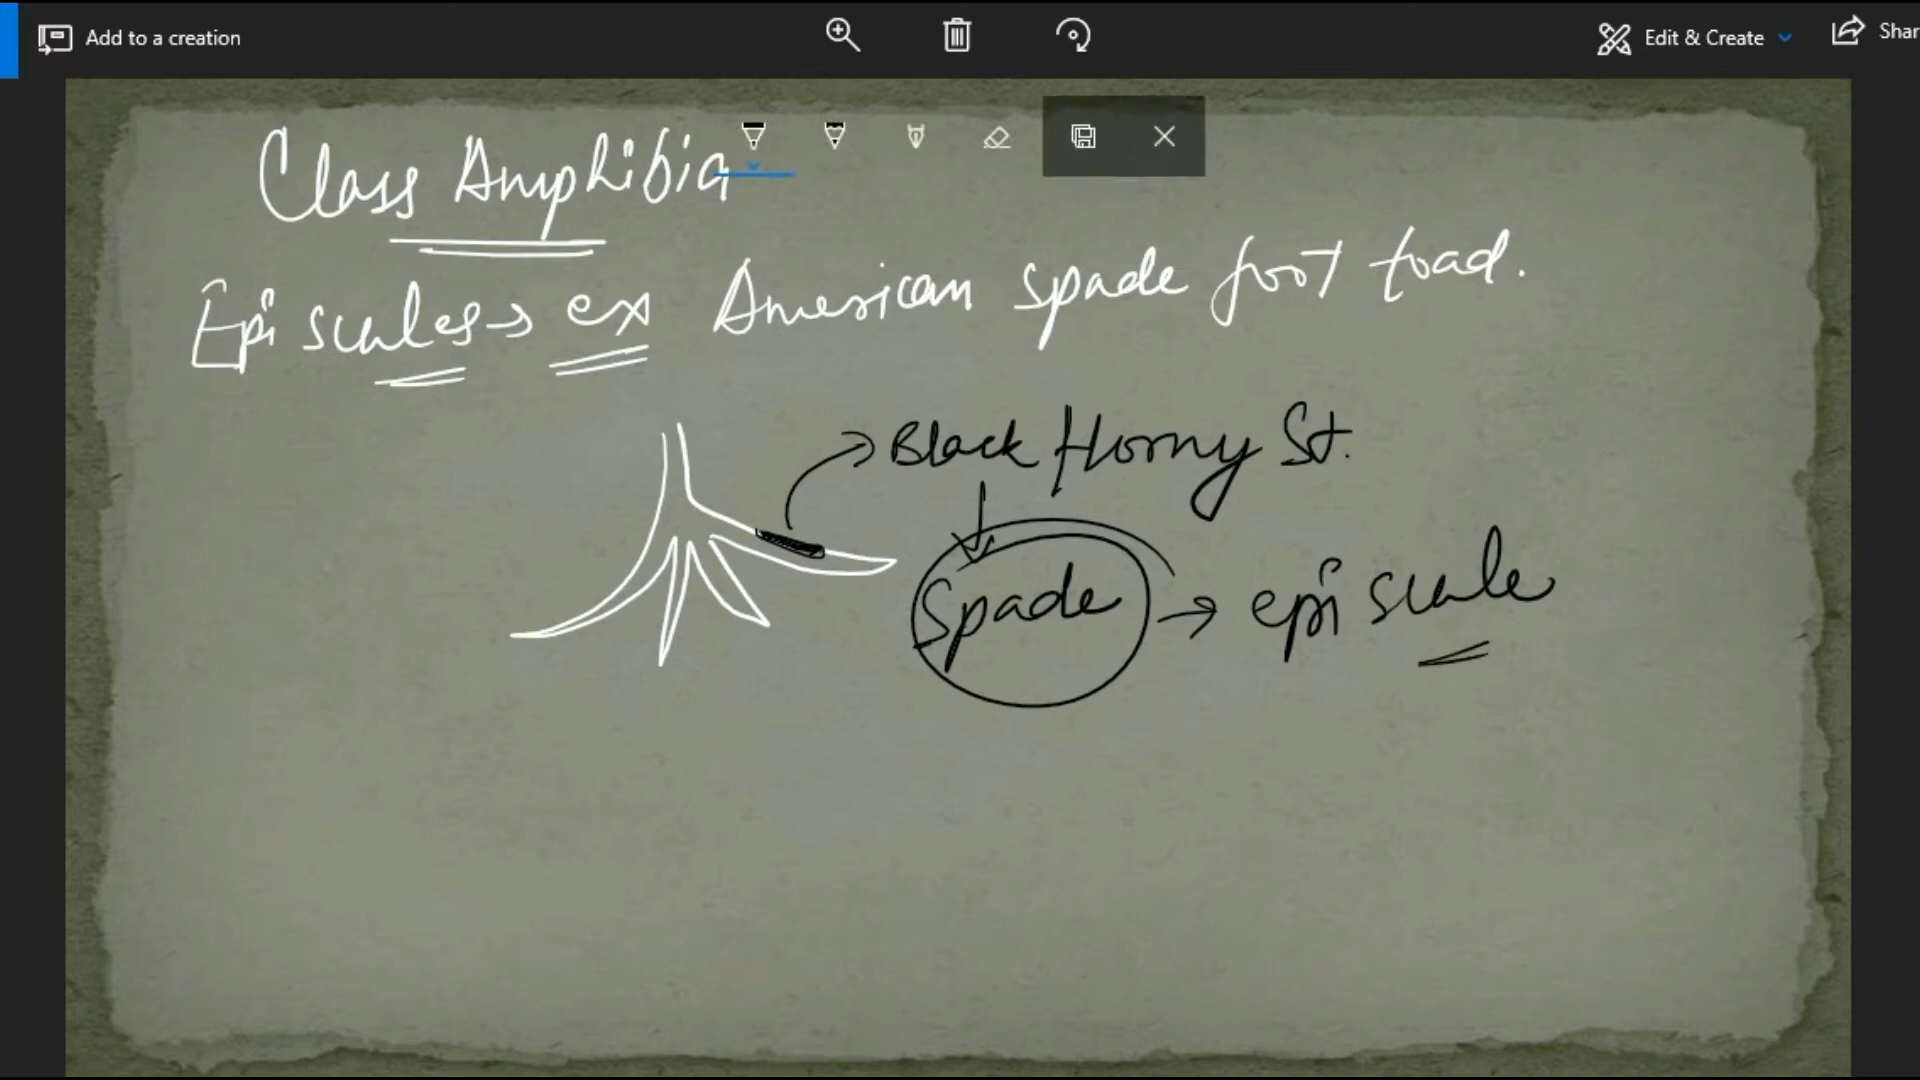 Add to a creation
Edit & Create
Shar
Class Amphibia
Epi scales → ex American spade foot toad.
→ Black Horny St.
Spade → epi scale